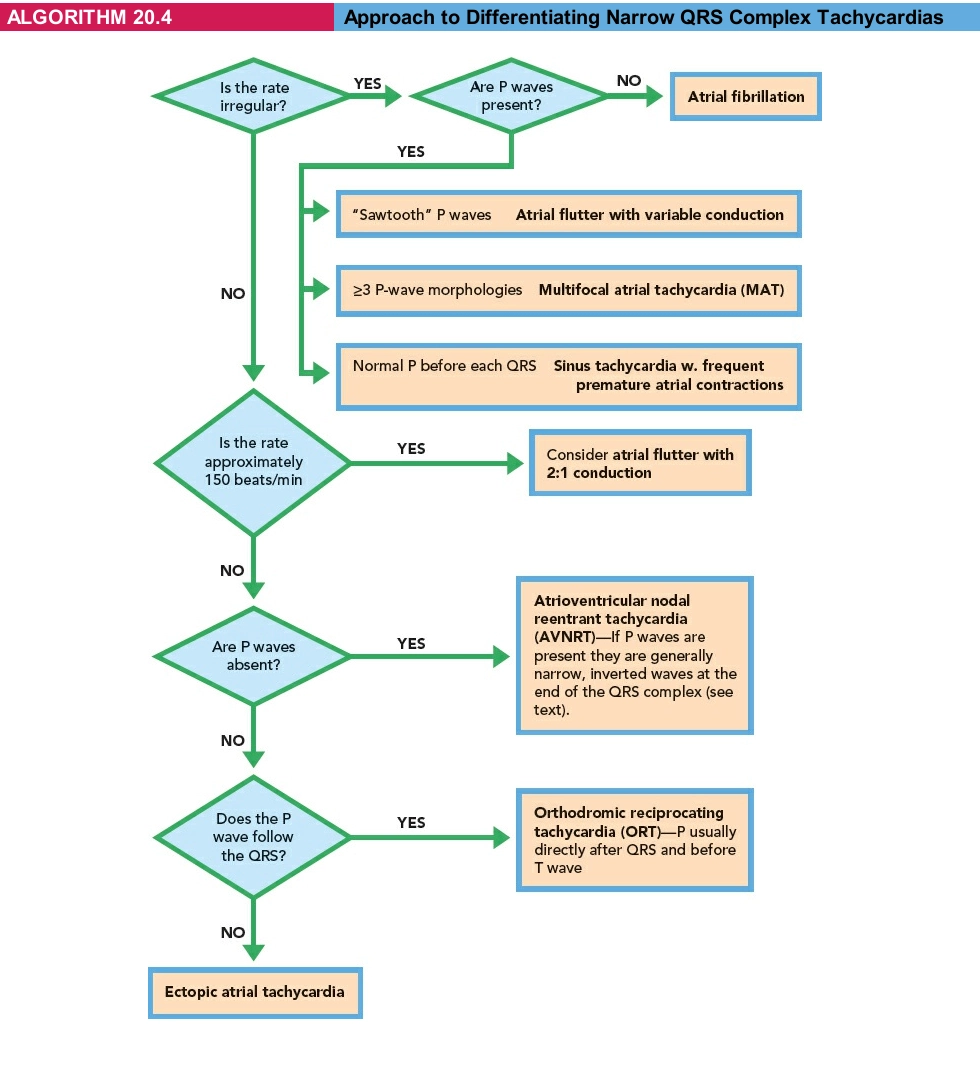 ALGORITHM 20.4
Approach to Differentiating Narrow QRS Complex Tachycardias
Is the rate
irregular?
YES
Are P waves
present?
NO
Atrial fibrillation
YES
“Sawtooth” P waves Atrial flutter with variable conduction
NO
≥3 P-wave morphologies Multifocal atrial tachycardia (MAT)
Normal P before each QRS Sinus tachycardia w. frequent
premature atrial contractions
Is the rate
approximately
150 beats/min
YES
Consider atrial flutter with
2:1 conduction
NO
Are P waves
absent?
YES
Atrioventricular nodal
reentrant tachycardia
(AVNRT)—If P waves are
present they are generally
narrow, inverted waves at the
end of the QRS complex (see
text).
NO
Does the P
wave follow
the QRS?
YES
Orthodromic reciprocating
tachycardia (ORT)—P usually
directly after QRS and before
T wave
NO
Ectopic atrial tachycardia